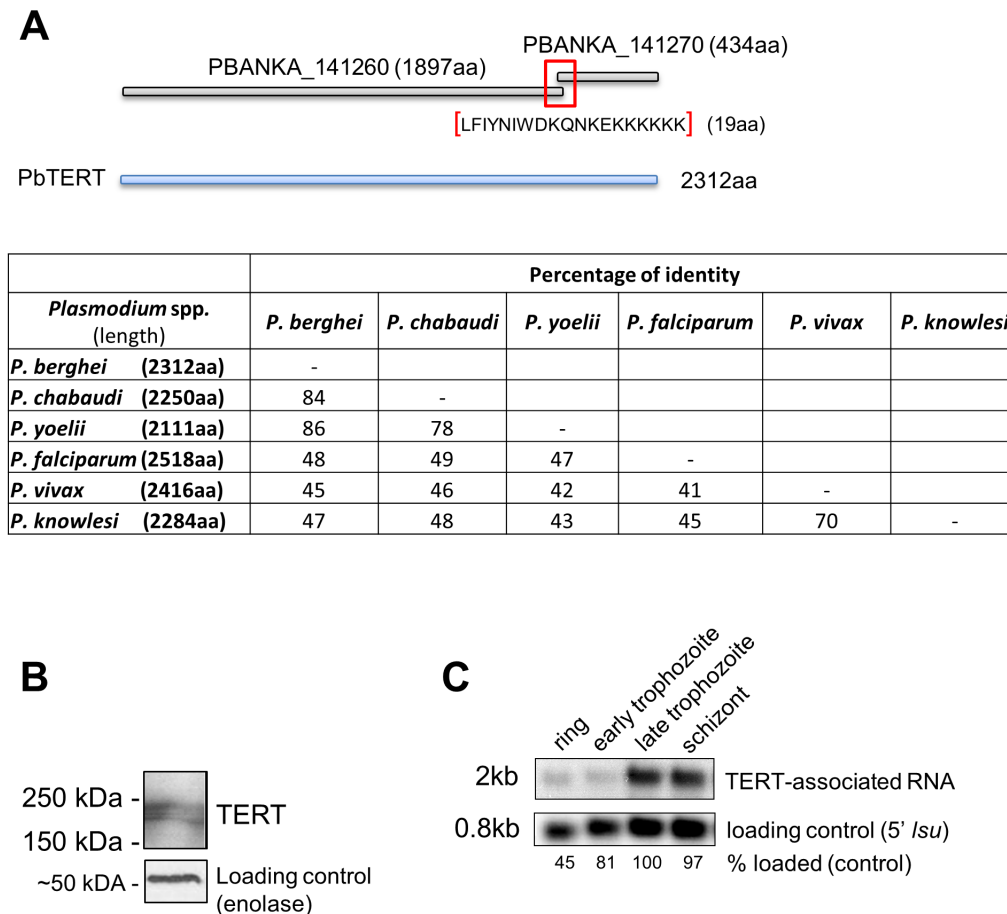 A
PBANKA_141270 (434aa)
PBANKA_141260 (1897aa)
[LFIYNIWDKQNKEKKKKKK] (19aa)
PbTERT 2312aa
Percentage of identity
Plasmodium spp. (length) P. berghei P. chabaudi P. yoelii P. falciparum P. vivax P. knowlesi
P. berghei (2312aa) -
P. chabaudi (2250aa) 84 -
P. yoelii (2111aa) 86 78 -
P. falciparum (2518aa) 48 49 47 -
P. vivax (2416aa) 45 46 42 41 -
P. knowlesi (2284aa) 47 48 43 45 70 -
B
250 kDa -
TERT
150 kDa -
~50 kDA -
Loading control
(enolase)
C
ring early trophozoite late trophozoite schizont
2kb TERT-associated RNA
0.8kb loading control (5' lsu)
45 81 100 97 % loaded (control)